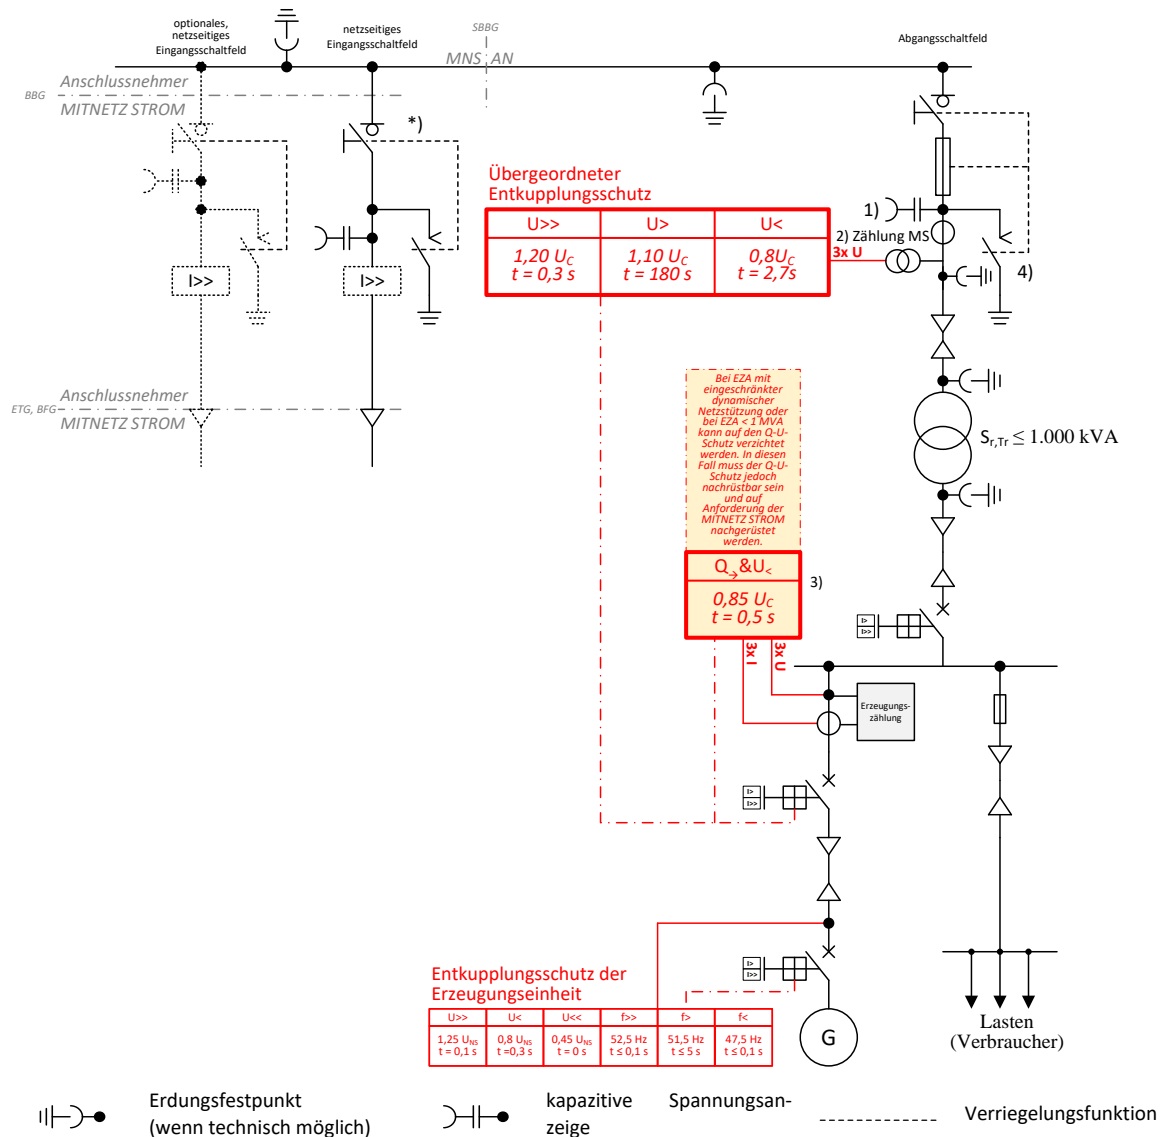 optionales,
netzseitiges
Eingangsschaltfeld
netzseitiges
Eingangsschaltfeld
SBBG
MNS AN
Abgangsschaltfeld
Anschlussnehmer
BBG
MITNETZ STROM
*)
Übergeordneter
Entkupplungsschutz
U>> U> U<
1,20 UC 1,10 UC 0,8UC
t = 0,3 s t = 180 s t = 2,7s
1)
2) Zählung MS
3x U
4)
I>> I>>
Anschlussnehmer
ETG, BFG
MITNETZ STROM
Bei EZA mit
eingeschränkter
dynamischer
Netzstützung oder
bei EZA < 1 MVA
kann auf den Q-U-
Schutz verzichtet
werden. In diesen
Fall muss der Q-U-
Schutz jedoch
nachrüstbar sein
und auf
Anforderung der
MITNETZ STROM
nachgerüstet
werden.
Sr,Tr ≤ 1.000 kVA
Q→&U<
3)
0,85 UC
t = 0,5 s
3x I 3x U
I>
I>>
Erzeugungs-
zählung
I>
I>>
Entkupplungsschutz der
Erzeugungseinheit
I>
I>>
U>> U< U<< f>> f> f<
1,25 UNS 0,8 UNS 0,45 UNS 52,5 Hz 51,5 Hz 47,5 Hz
t = 0,1 s t =0,3 s t = 0 s t ≤ 0,1 s t ≤ 5 s t ≤ 0,1 s
G
Lasten
(Verbraucher)
Erdungsfestpunkt
(wenn technisch möglich)
kapazitive Spannungsan-
zeige
Verriegelungsfunktion